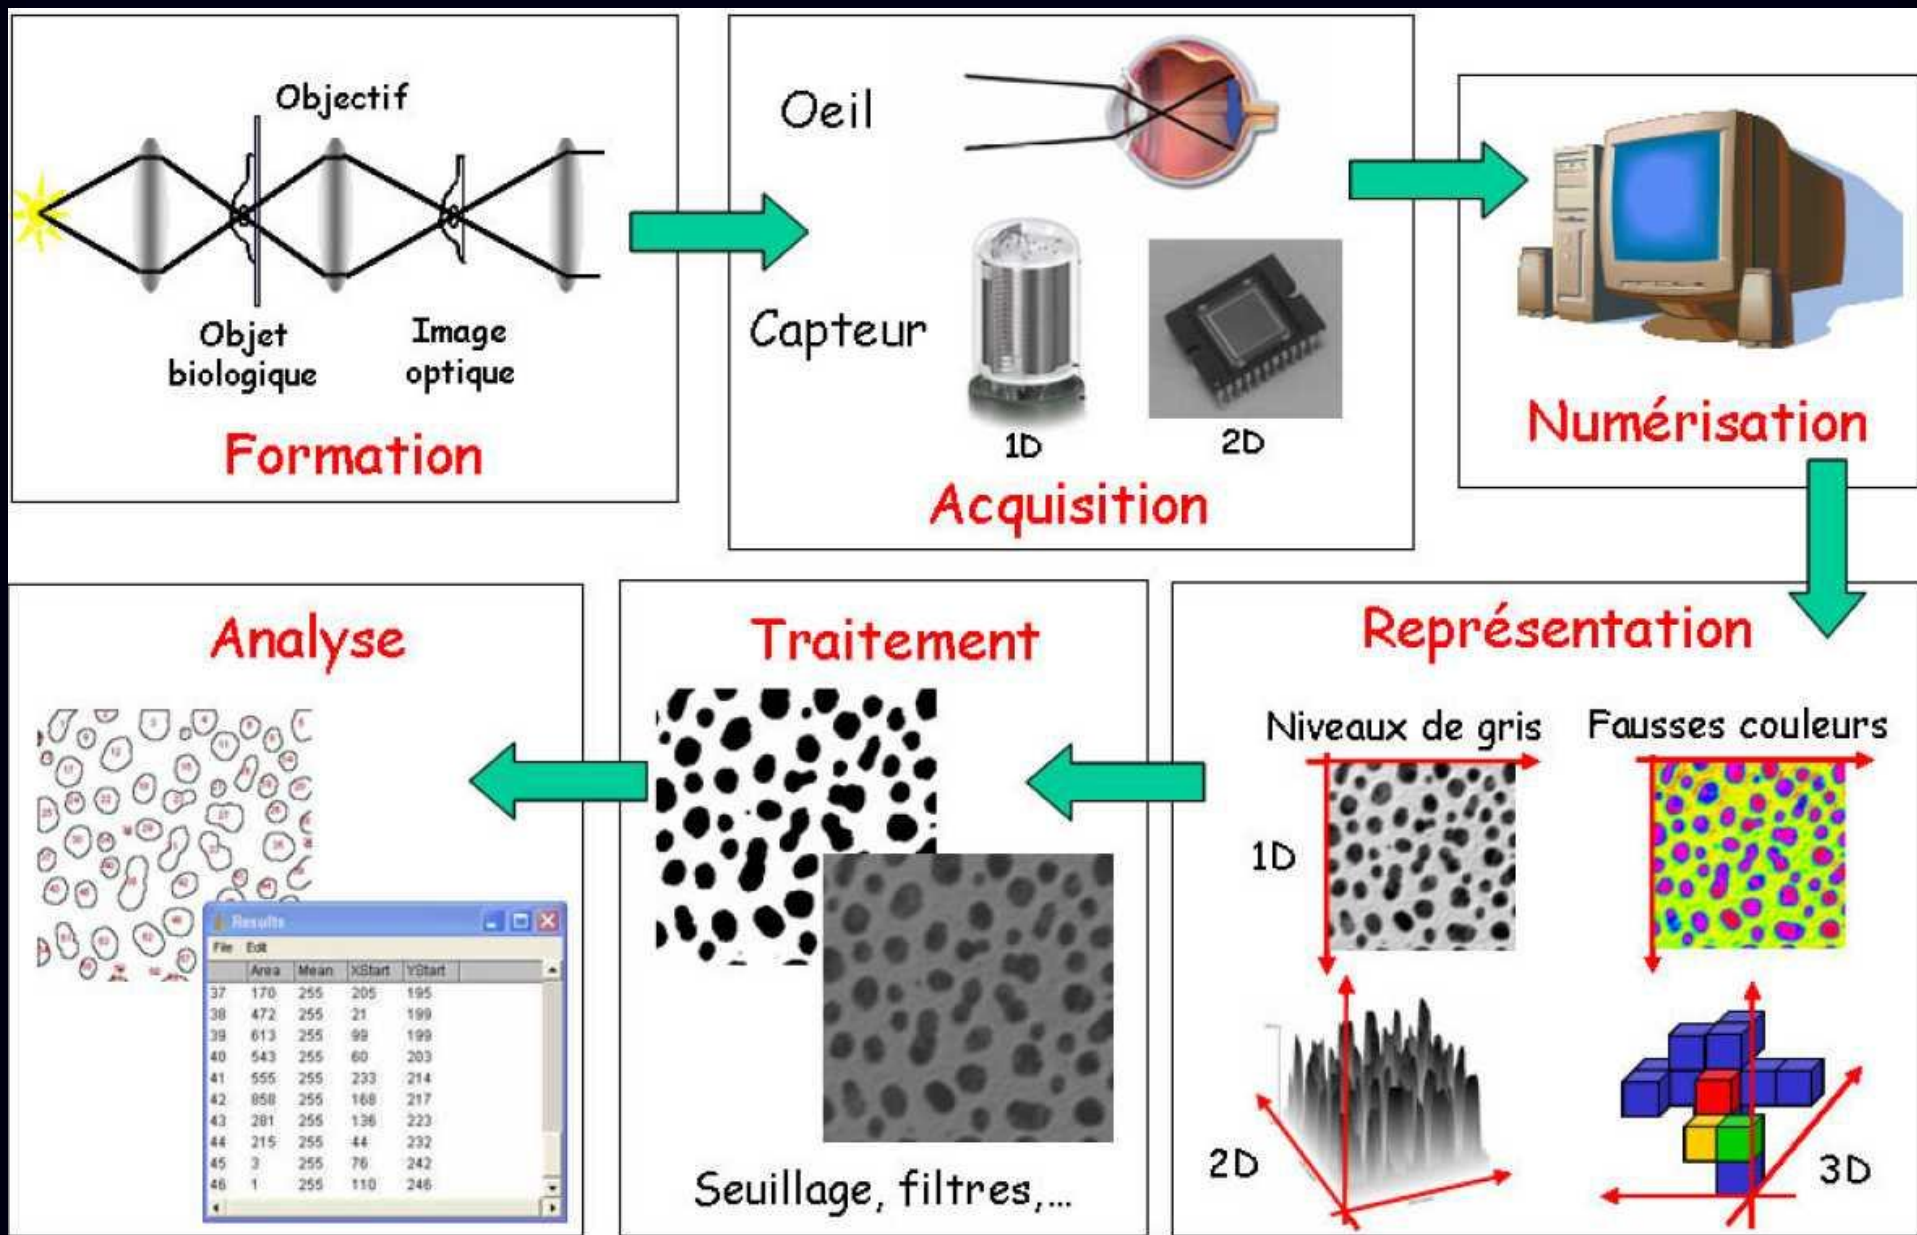 Objectif
Objet
biologique
Image
optique
Formation
Oeil
Capteur
1D
2D
Acquisition
Numérisation
Représentation
Niveaux de gris
Fausses couleurs
1D
2D
3D
Traitement
Seuillage, filtres,...
Analyse
Results
File Edit
Area Mean XStart YStart
37 170 255 205 195
38 472 255 21 199
39 613 255 99 199
40 543 255 60 203
41 555 255 233 214
42 858 255 168 217
43 281 255 136 223
44 215 255 44 232
45 3 255 76 242
46 1 255 110 246